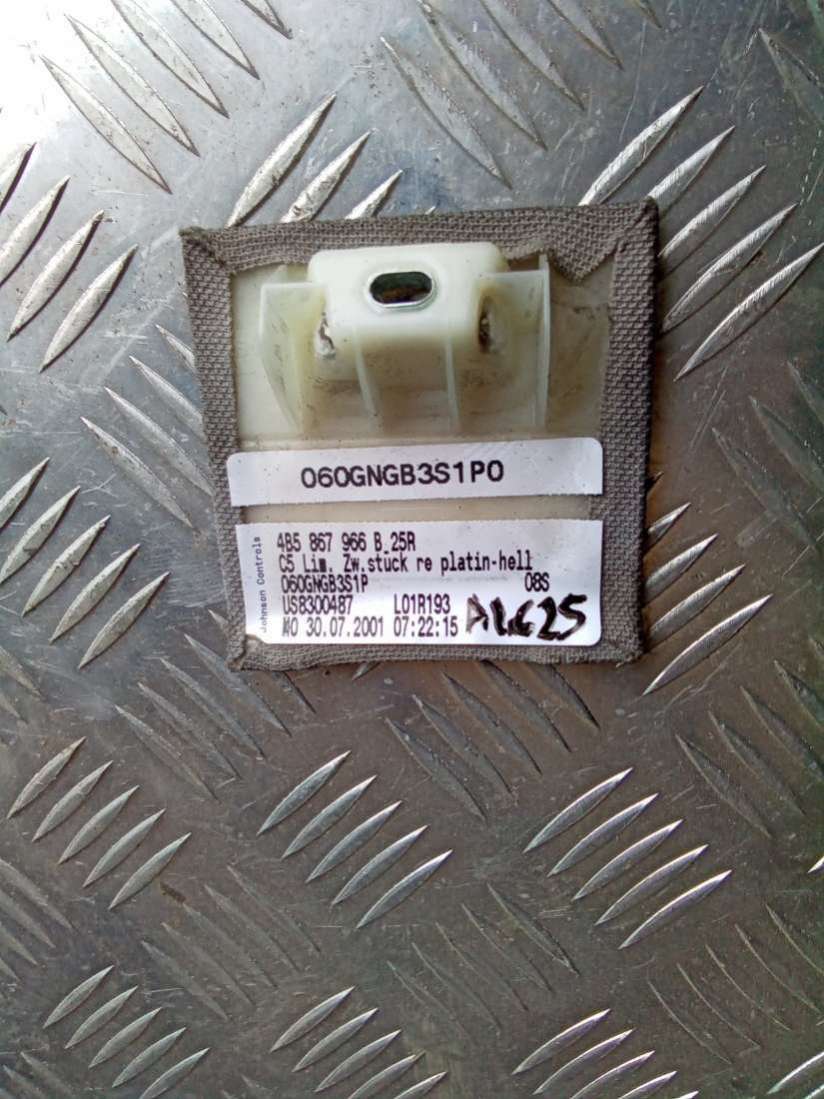 060GNGB3S1P0
Johnson Controls
4B5 867 966 B 25R
C5 Lim. Zw.stück re platin-hell
060GNGB3S1P 08S
US8300487 L01R193
MO 30.07.2001 07:22:15 AL625